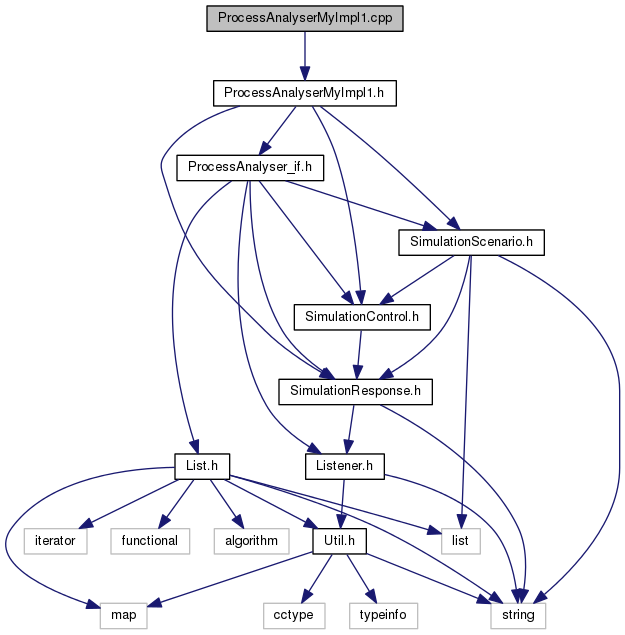 ProcessAnalyserMyImpl1.cpp
ProcessAnalyserMyImpl1.h
ProcessAnalyser_if.h
SimulationScenario.h
SimulationControl.h
SimulationResponse.h
List.h
Listener.h
iterator
functional
algorithm
Util.h
list
map
cctype
typeinfo
string